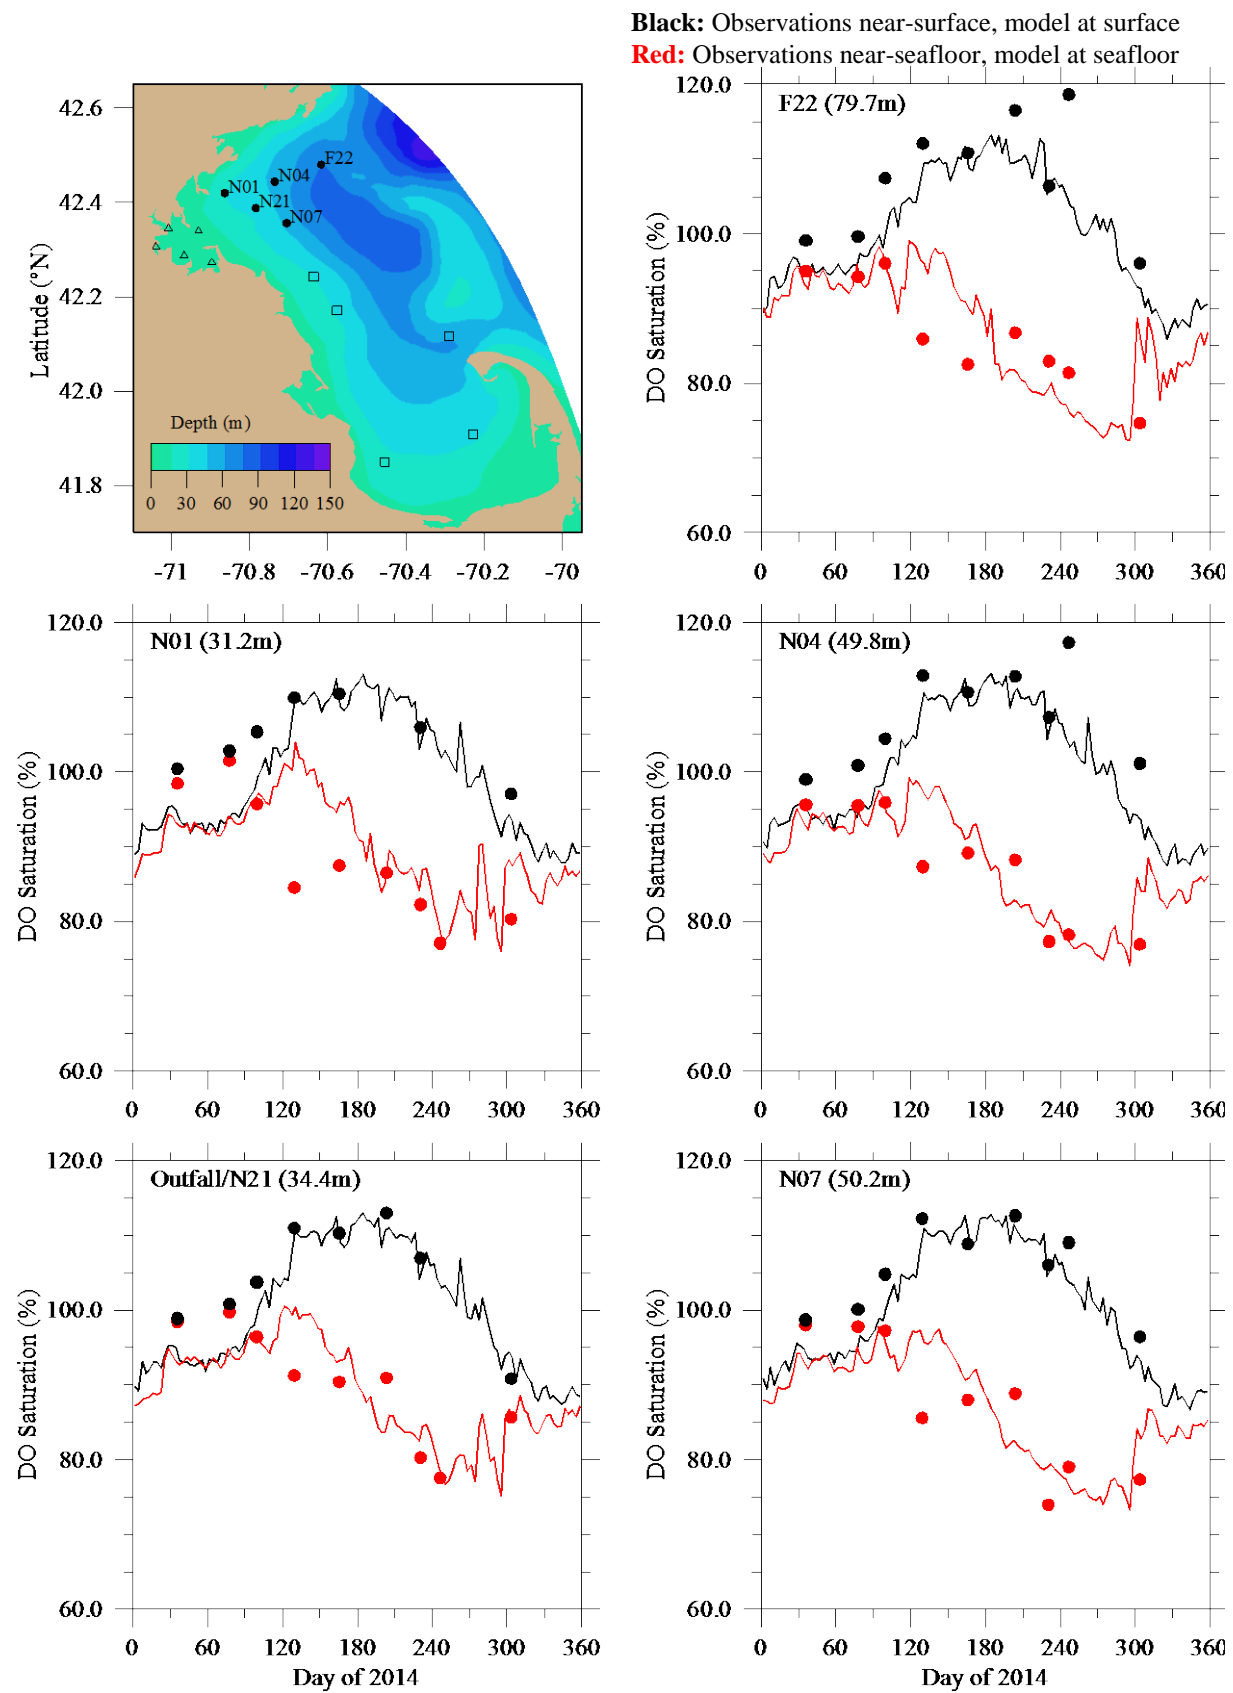 Black: Observations near-surface, model at surface
Red: Observations near-seafloor, model at seafloor
42.6
42.4
42.2
42.0
41.8
Latitude (°N)
F22
N04
N01
N21
N07
Depth (m)
0 30 60 90 120 150
-71 -70.8 -70.6 -70.4 -70.2 -70
F22 (79.7m)
120.0
100.0
80.0
60.0
DO Saturation (%)
0 60 120 180 240 300 360
N01 (31.2m)
120.0
100.0
80.0
60.0
DO Saturation (%)
0 60 120 180 240 300 360
N04 (49.8m)
120.0
100.0
80.0
60.0
DO Saturation (%)
0 60 120 180 240 300 360
Outfall/N21 (34.4m)
120.0
100.0
80.0
60.0
DO Saturation (%)
0 60 120 180 240 300 360
Day of 2014
N07 (50.2m)
120.0
100.0
80.0
60.0
DO Saturation (%)
0 60 120 180 240 300 360
Day of 2014